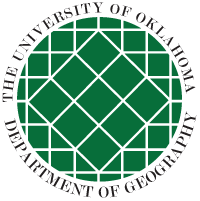 THE UNIVERSITY OF OKLAHOMA
DEPARTMENT OF GEOGRAPHY